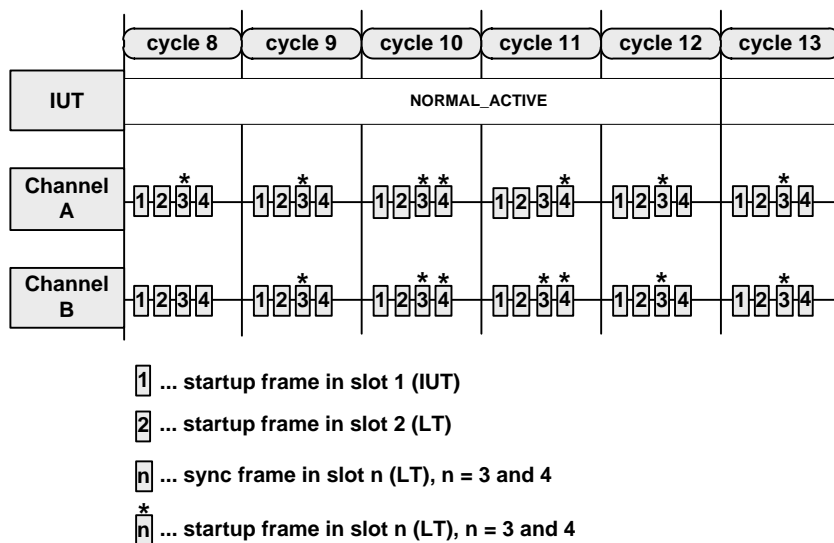 cycle 8 cycle 9 cycle 10 cycle 11 cycle 12 cycle 13
IUT
NORMAL_ACTIVE
* * * * * * *
Channel A
1 2 3 4 1 2 3 4 1 2 3 4 1 2 3 4 1 2 3 4 1 2 3 4
* * * * * * *
Channel B
1 2 3 4 1 2 3 4 1 2 3 4 1 2 3 4 1 2 3 4 1 2 3 4
1 ... startup frame in slot 1 (IUT)
2 ... startup frame in slot 2 (LT)
n ... sync frame in slot n (LT), n = 3 and 4
*
n ... startup frame in slot n (LT), n = 3 and 4